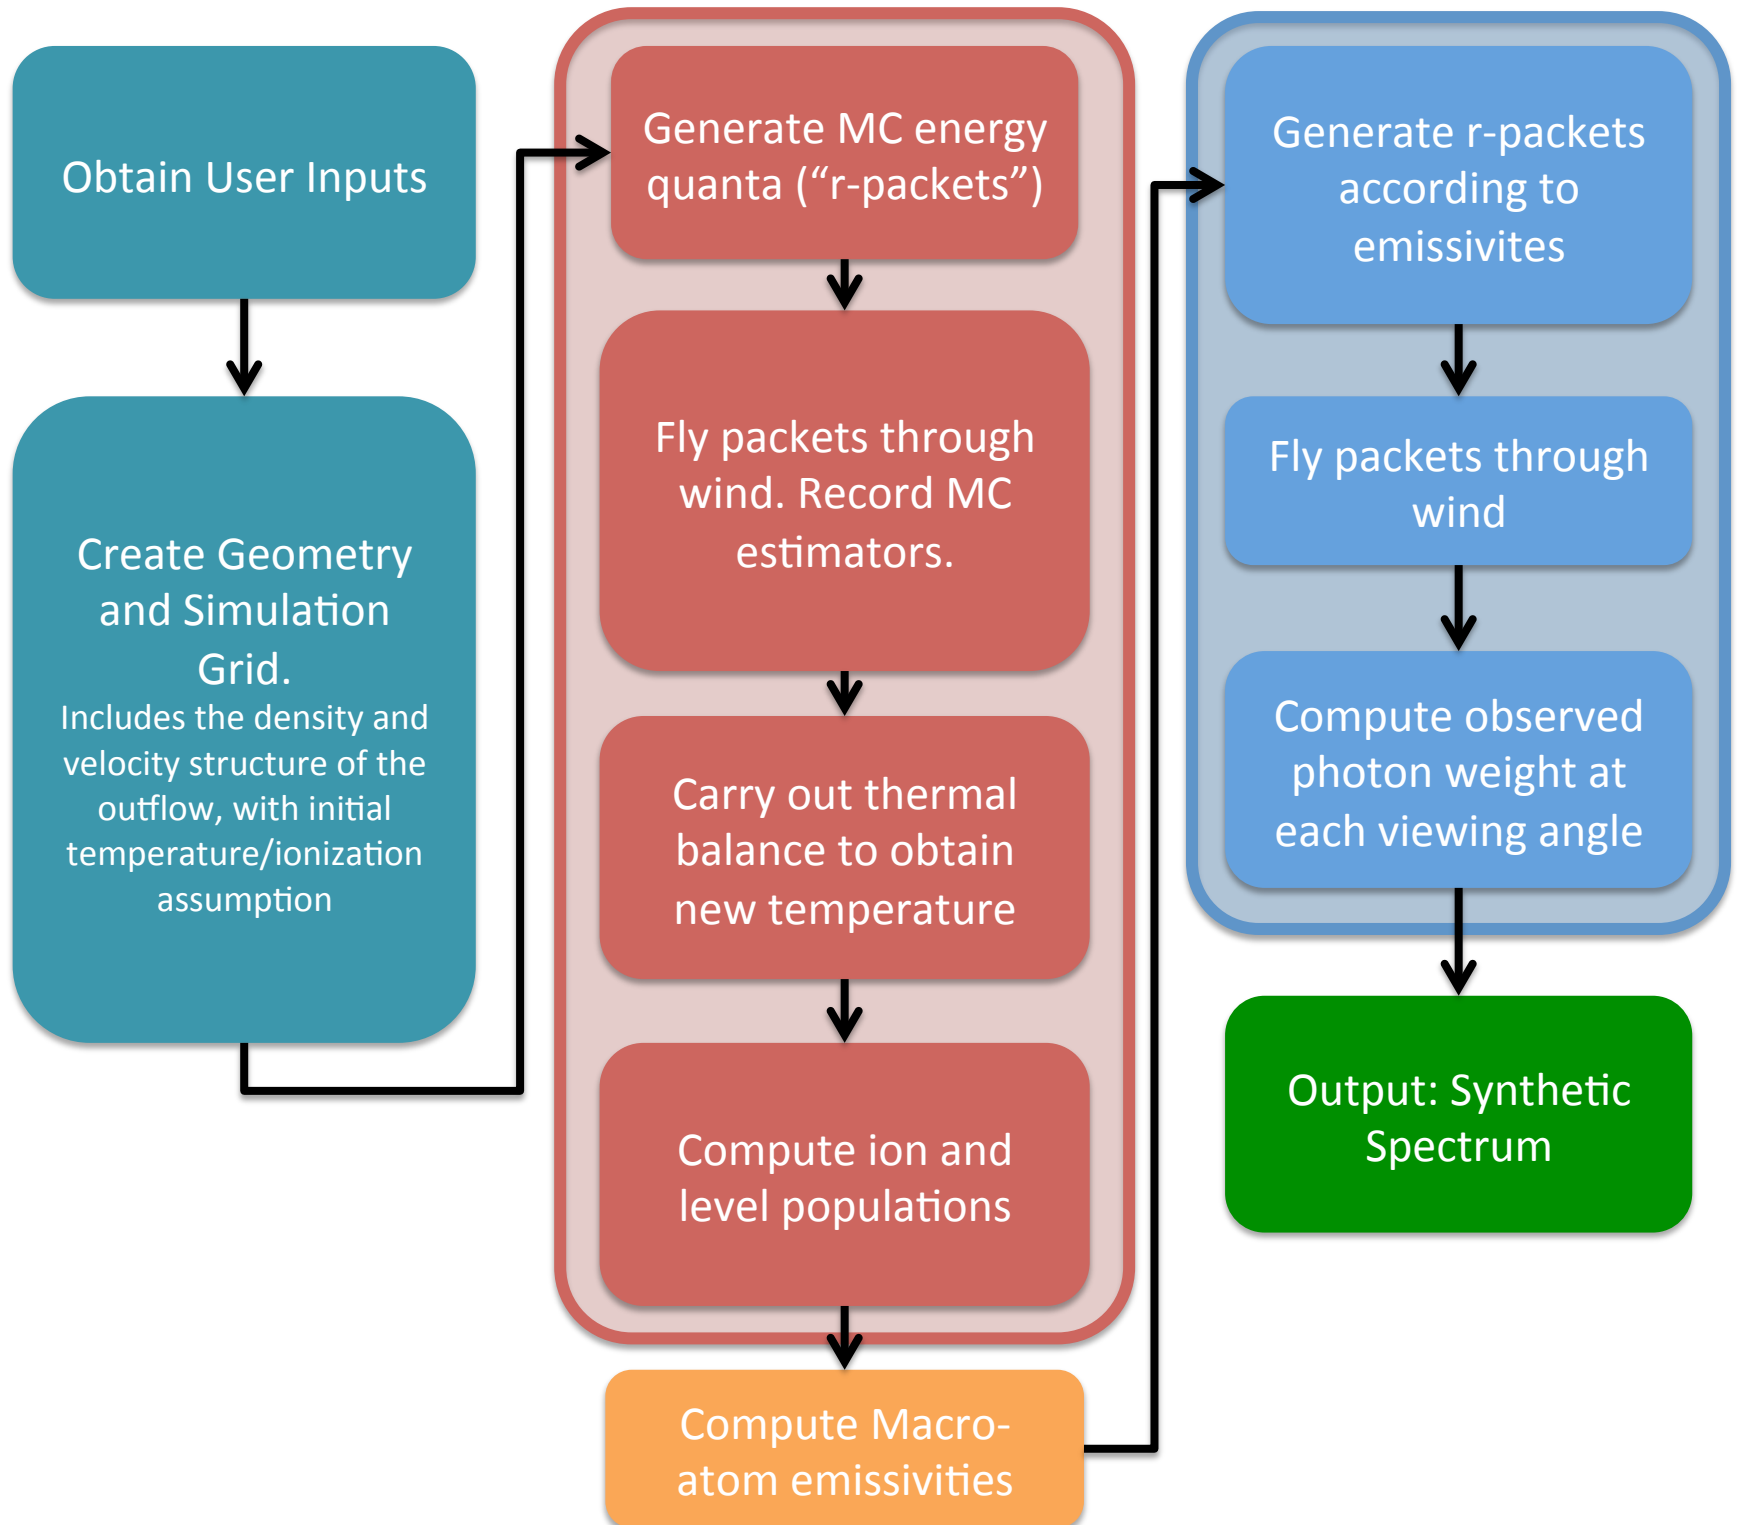 Obtain User Inputs
Create Geometry
and Simulation
Grid.
Includes the density and
velocity structure of the
outflow, with initial
temperature/ionization
assumption
Generate MC energy
quanta (“r-packets”)
Fly packets through
wind. Record MC
estimators.
Carry out thermal
balance to obtain
new temperature
Compute ion and
level populations
Compute Macro-
atom emissivities
Generate r-packets
according to
emissivites
Fly packets through
wind
Compute observed
photon weight at
each viewing angle
Output: Synthetic
Spectrum